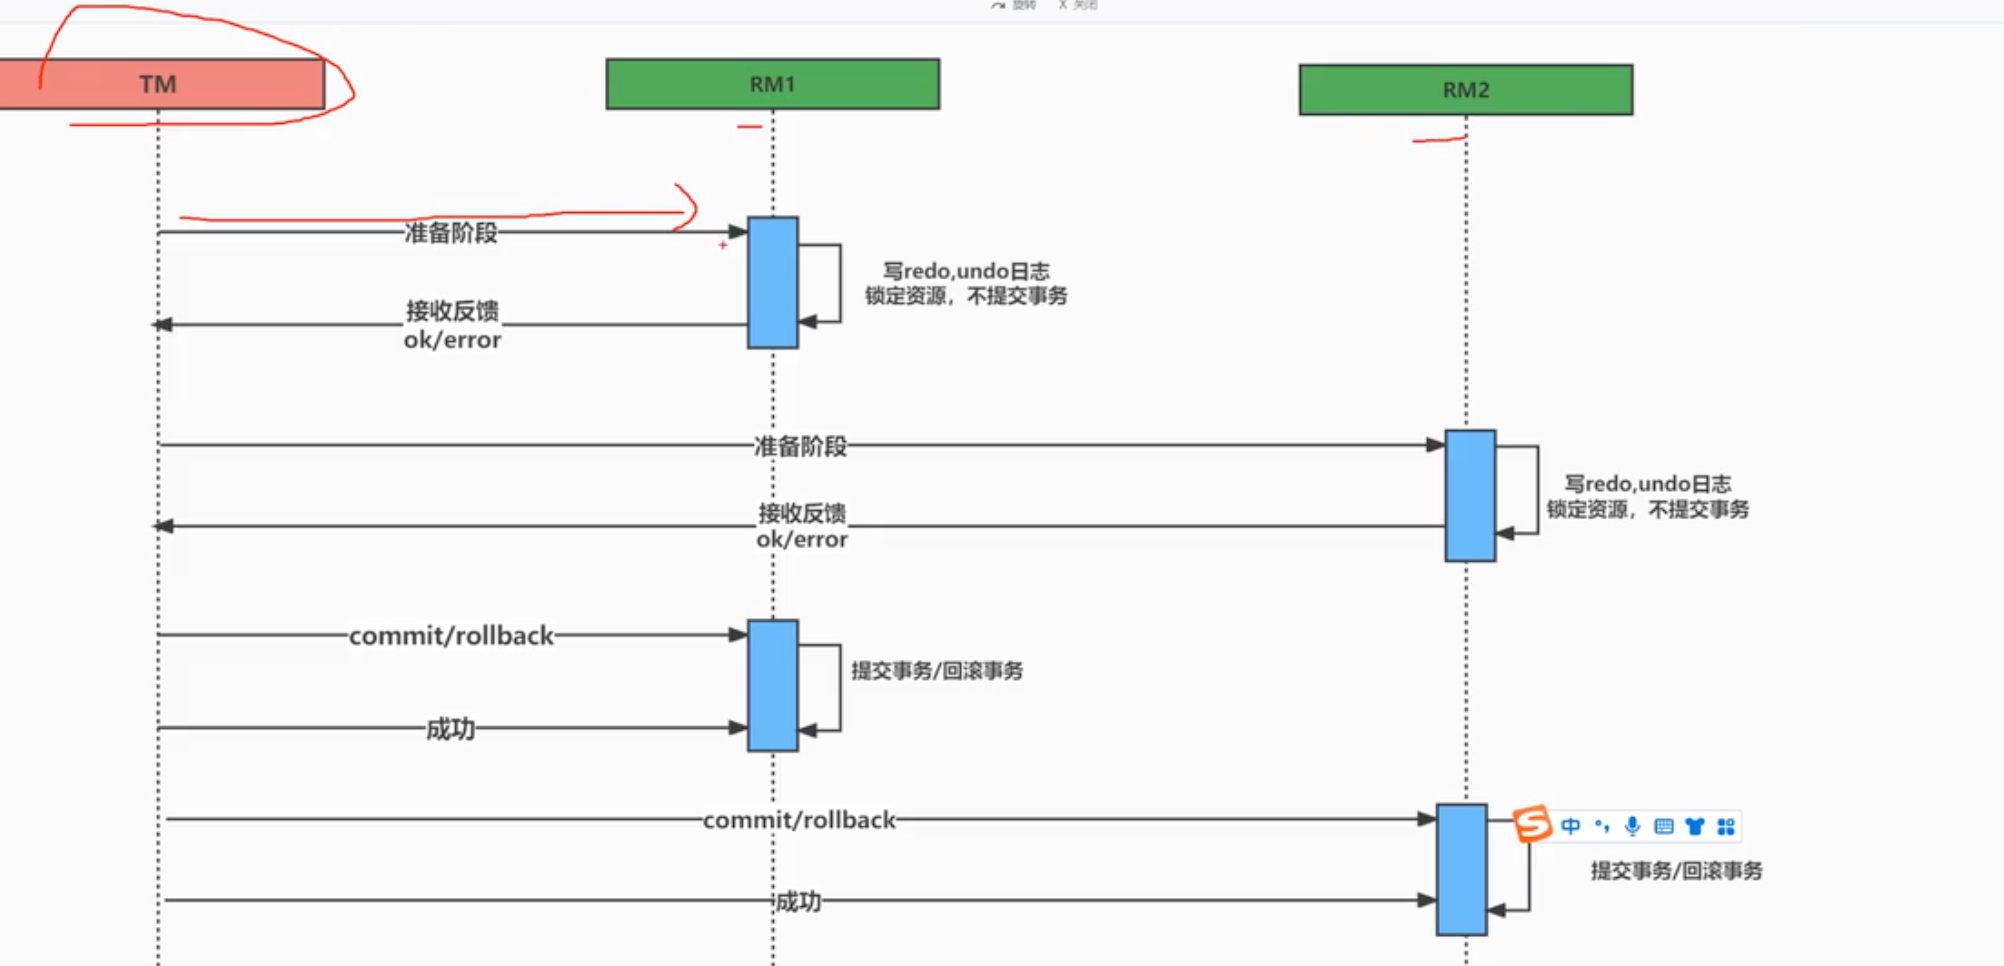 旋转 X 关闭
TM
RM1
RM2
准备阶段
写redo,undo日志
锁定资源，不提交事务
接收反馈
ok/error
准备阶段
写redo,undo日志
锁定资源，不提交事务
接收反馈
ok/error
commit/rollback
提交事务/回滚事务
成功
commit/rollback
中
提交事务/回滚事务
成功